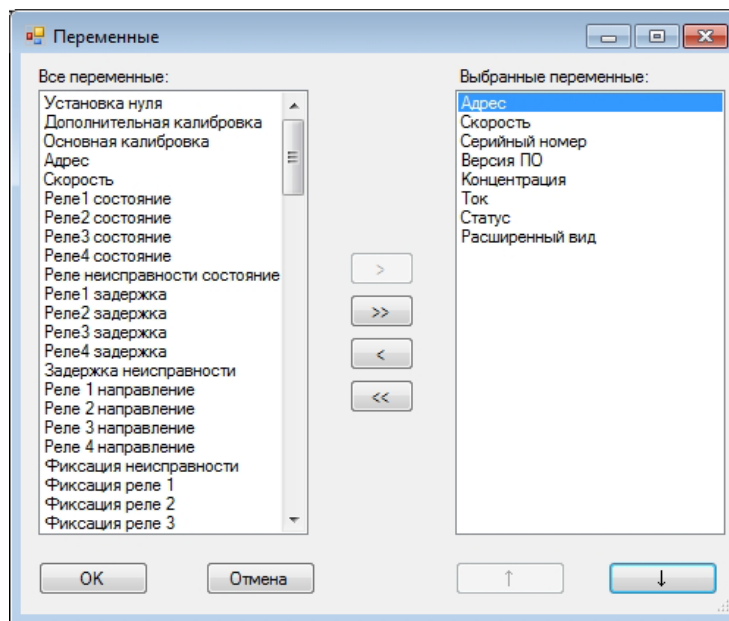 Переменные
Все переменные:
Установка нуля
Дополнительная калибровка
Основная калибровка
Адрес
Скорость
Реле1 состояние
Реле2 состояние
Реле3 состояние
Реле4 состояние
Реле неисправности состояние
Реле1 задержка
Реле2 задержка
Реле3 задержка
Реле4 задержка
Задержка неисправности
Реле 1 направление
Реле 2 направление
Реле 3 направление
Реле 4 направление
Фиксация неисправности
Фиксация реле 1
Фиксация реле 2
Фиксация реле 3
>
>>
<
<<
Выбранные переменные:
Адрес
Скорость
Серийный номер
Версия ПО
Концентрация
Ток
Статус
Расширенный вид
OK
Отмена
↑
↓